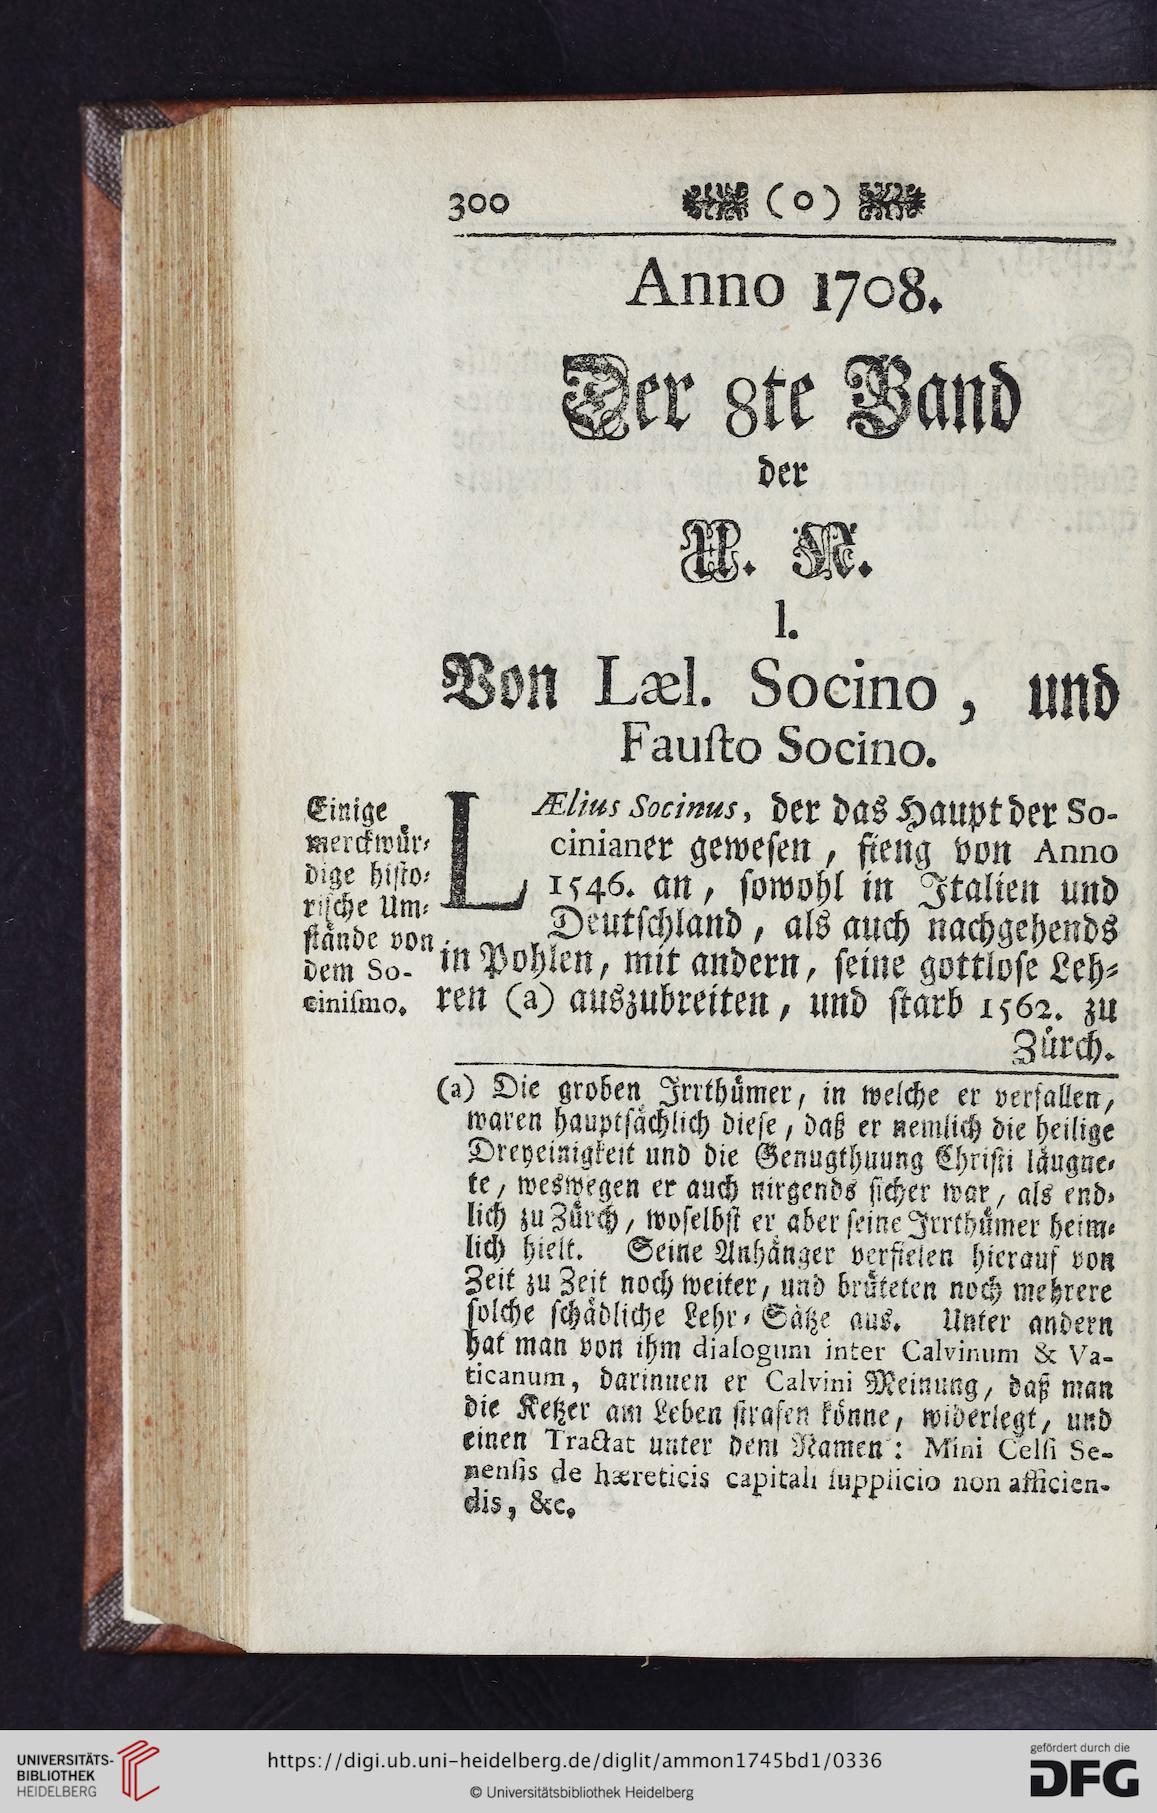 300 (o)
Anno 1708.
Der 8te Band
der
U. N.
I.
Von Læl. Socino, und
Fauſto Socino.
Einige
merckwür⸗
dige hiſto⸗
riſche Um⸗
ſtände von
dem So-
ciniſmo.
LÆlius Socinus, der das Haupt der So-
cinianer geweſen, fieng von Anno
1546. an, ſowohl in Italien und
Deutſchland, als auch nachgehends
in Pohlen, mit andern, ſeine gottloſe Leh⸗
ren (a) auszubreiten, und ſtarb 1562. zu
Zürch.
(a) Die groben Irrthümer, in welche er verfallen,
waren hauptſächlich dieſe, daß er nemlich die heilige
Dreyeinigkeit und die Genugthuung Chriſti läugne⸗
te, weswegen er auch nirgends ſicher war, als end⸗
lich zu Zürch, woſelbſt er aber ſeine Irrthümer heim⸗
lich hielt. Seine Anhänger verfielen hierauf von
Zeit zu Zeit noch weiter, und brüteten noch mehrere
ſolche ſchädliche Lehr⸗Sätze aus. Unter andern
hat man von ihm dialogum inter Calvinum & Va-
ticanum, darinnen er Calvini Meinung, daß man
die Ketzer am Leben ſtrafen könne, widerlegt, und
einen Tractat unter dem Namen: Mini Celſi Se-
nenſis de hæreticis capitali ſupplicio non afficien-
dis, &c.
UNIVERSITÄTS-
BIBLIOTHEK
HEIDELBERG
https://digi.ub.uni-heidelberg.de/diglit/ammon1745bd1/0336
© Universitätsbibliothek Heidelberg
gefördert durch die
DFG